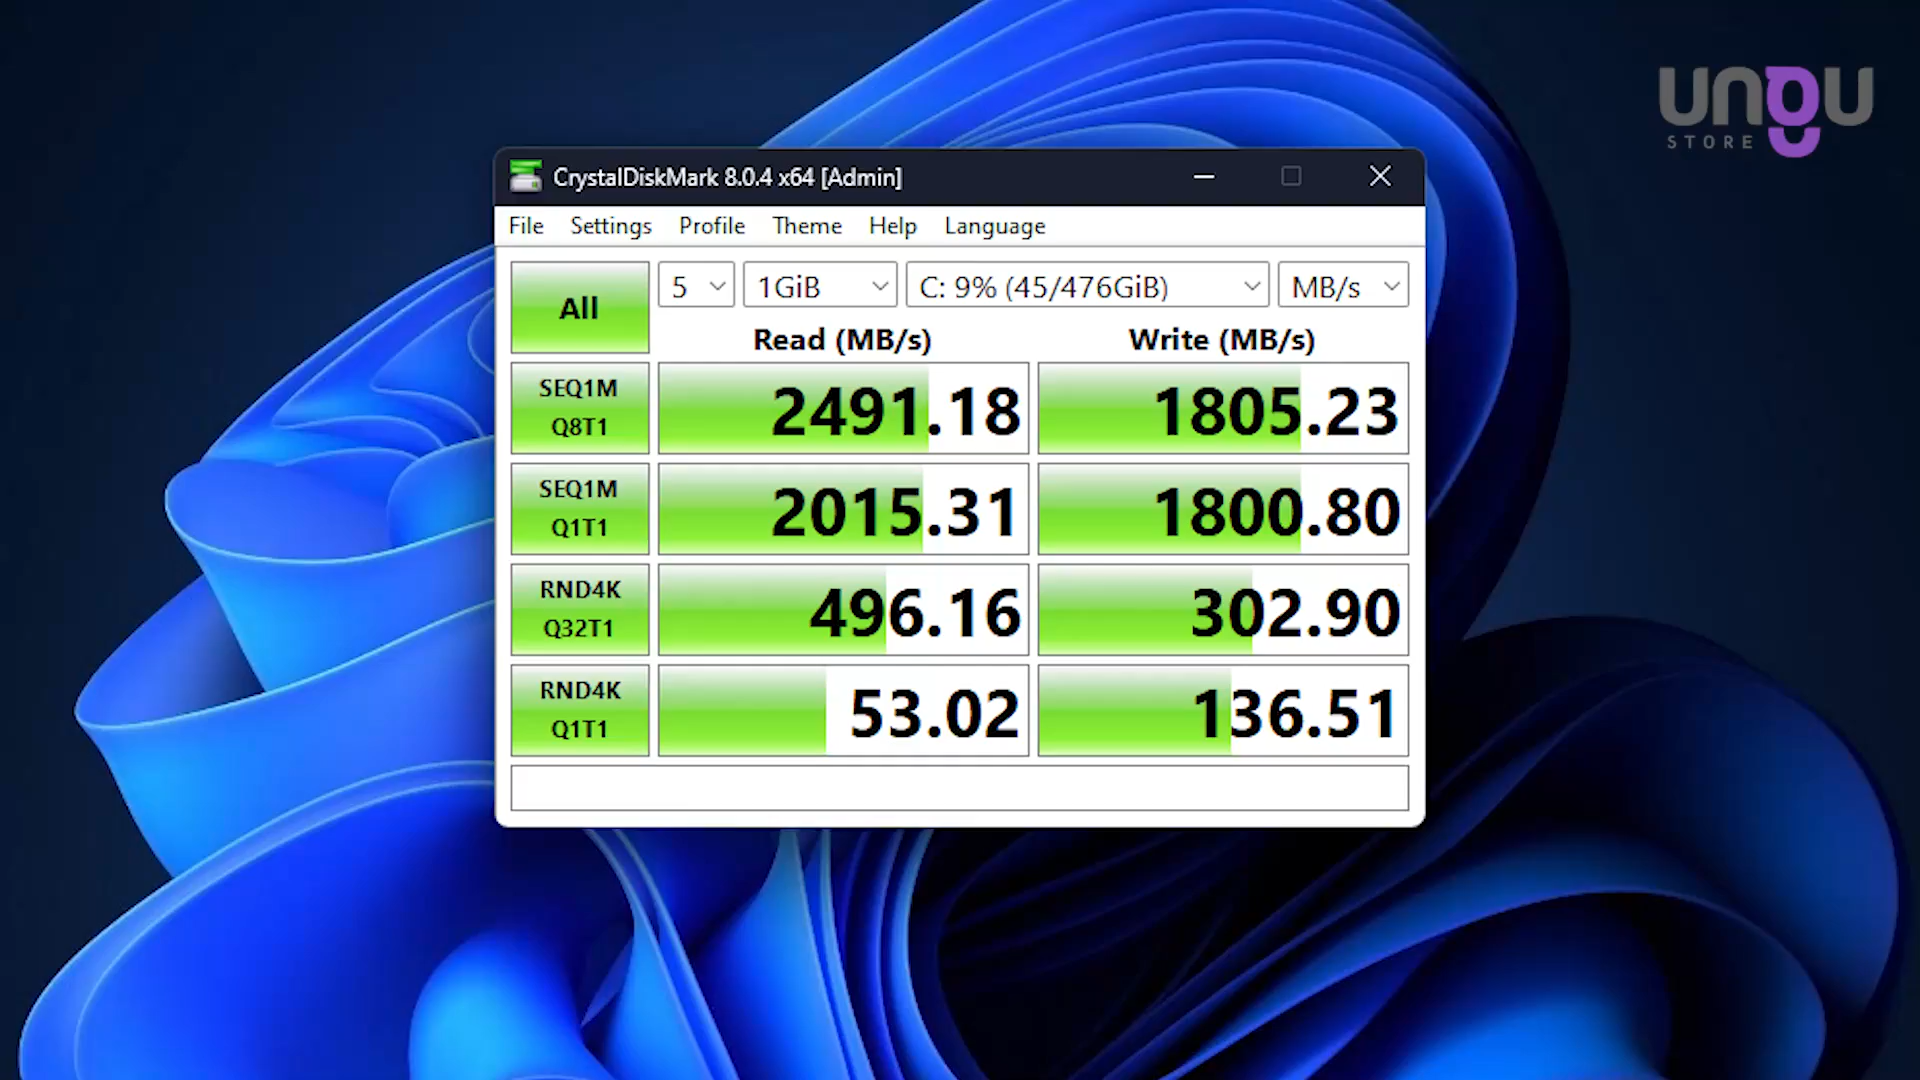 ungu
STORE
CrystalDiskMark 8.0.4 x64 [Admin]
File Settings Profile Theme Help Language
All 5 1GiB C: 9% (45/476GiB) MB/s
Read (MB/s) Write (MB/s)
SEQ1M
Q8T1
2491.18 1805.23
SEQ1M
Q1T1
2015.31 1800.80
RND4K
Q32T1
496.16 302.90
RND4K
Q1T1
53.02 136.51